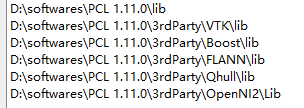 D:\softwares\PCL 1.11.0\lib
D:\softwares\PCL 1.11.0\3rdParty\VTK\lib
D:\softwares\PCL 1.11.0\3rdParty\Boost\lib
D:\softwares\PCL 1.11.0\3rdParty\FLANN\lib
D:\softwares\PCL 1.11.0\3rdParty\Qhull\lib
D:\softwares\PCL 1.11.0\3rdParty\OpenNI2\Lib